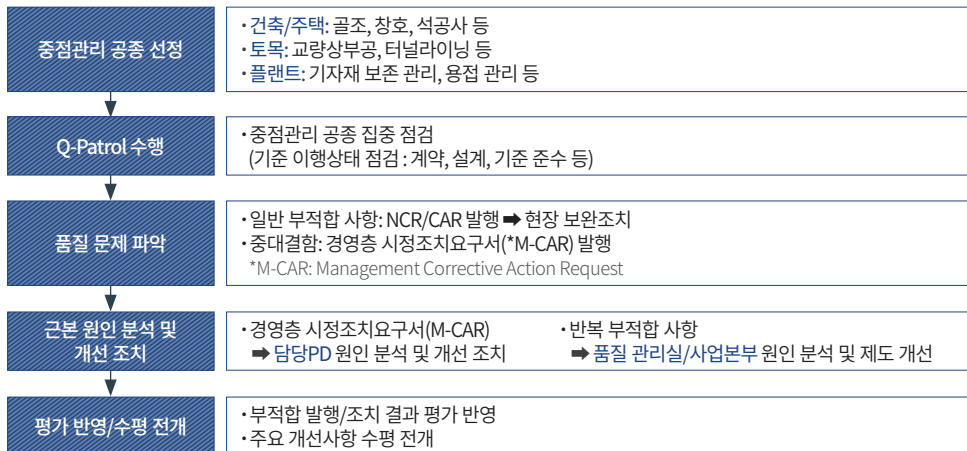 중점관리 공종 선정
·건축/주택: 골조, 창호, 석공사 등
·토목: 교량상부공, 터널라이닝 등
·플랜트: 기자재 보존 관리, 용접 관리 등
Q-Patrol 수행
·중점관리 공종 집중 점검
(기준 이행상태 점검 : 계약, 설계, 기준 준수 등)
품질 문제 파악
·일반 부적합 사항: NCR/CAR 발행 ➡ 현장 보완조치
·중대결함: 경영층 시정조치요구서(*M-CAR) 발행
*M-CAR: Management Corrective Action Request
근본 원인 분석 및
개선 조치
·경영층 시정조치요구서(M-CAR)
➡ 담당PD 원인 분석 및 개선 조치
·반복 부적합 사항
➡ 품질 관리실/사업본부 원인 분석 및 제도 개선
평가 반영/수평 전개
·부적합 발행/조치 결과 평가 반영
·주요 개선사항 수평 전개